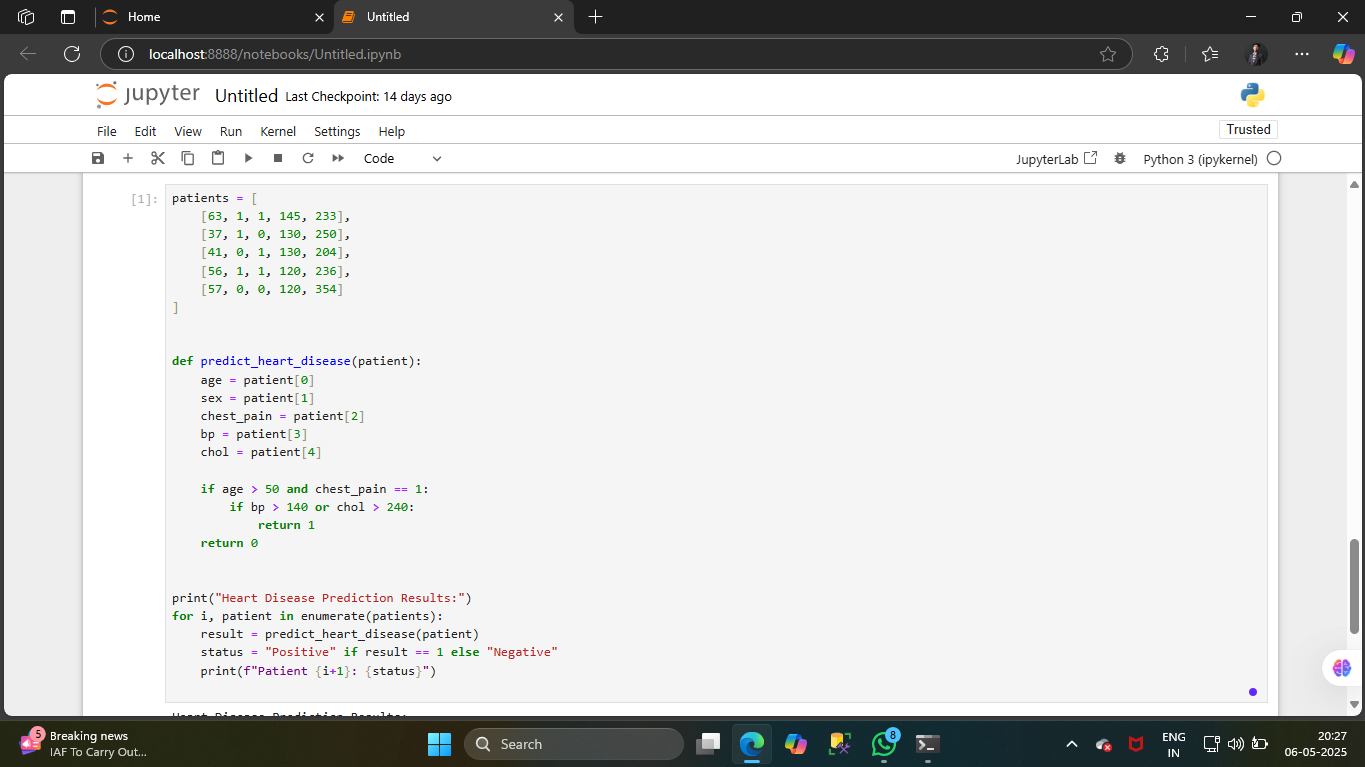 Home
Untitled
localhost:8888/notebooks/Untitled.ipynb
jupyter Untitled Last Checkpoint: 14 days ago
File Edit View Run Kernel Settings Help
Trusted
Code
JupyterLab
Python 3 (ipykernel)
[1]:
patients = [
    [63, 1, 1, 145, 233],
    [37, 1, 0, 130, 250],
    [41, 0, 1, 130, 204],
    [56, 1, 1, 120, 236],
    [57, 0, 0, 120, 354]
]
def predict_heart_disease(patient):
    age = patient[0]
    sex = patient[1]
    chest_pain = patient[2]
    bp = patient[3]
    chol = patient[4]
    if age > 50 and chest_pain == 1:
        if bp > 140 or chol > 240:
            return 1
    return 0
print("Heart Disease Prediction Results:")
for i, patient in enumerate(patients):
    result = predict_heart_disease(patient)
    status = "Positive" if result == 1 else "Negative"
    print(f"Patient {i+1}: {status}")
Heart Disease Prediction Results:
5
Breaking news
IAF To Carry Out...
Search
8
ENG
IN
20:27
06-05-2025